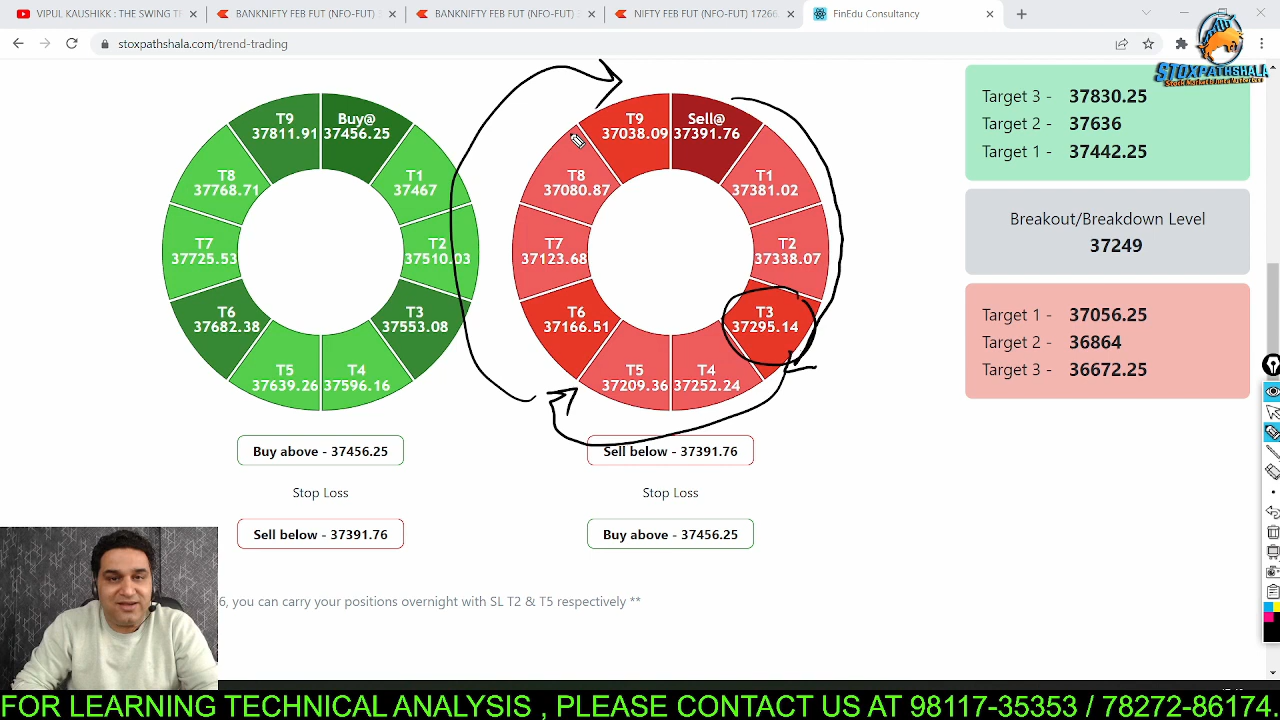 VIPUL KAUSHIKK : THE SWING T
BANKNIFTY FEB FUT (NFO-FUT)
BANKNIFTY FEB FUT (NFO-FUT)
NIFTY FEB FUT (NFO-FUT) 17266
FinEdu Consultancy
stoxpathshala.com/trend-trading
STOXPATHSHALA
T9
37811.91
Buy@
37456.25
T1
37467
T2
37510.03
T3
37553.08
T4
37596.16
T5
37639.26
T6
37682.38
T7
37725.53
T8
37768.71
T9
37038.09
Sell@
37391.76
T1
37381.02
T2
37338.07
T3
37295.14
T4
37252.24
T5
37209.36
T6
37166.51
T7
37123.68
T8
37080.87
Target 3 - 37830.25
Target 2 - 37636
Target 1 - 37442.25
Breakout/Breakdown Level
37249
Target 1 - 37056.25
Target 2 - 36864
Target 3 - 36672.25
Buy above - 37456.25
Stop Loss
Sell below - 37391.76
Sell below - 37391.76
Stop Loss
Buy above - 37456.25
6, you can carry your positions overnight with SL T2 & T5 respectively **
FOR LEARNING TECHNICAL ANALYSIS , PLEASE CONTACT US AT 98117-35353 / 78272-86174.